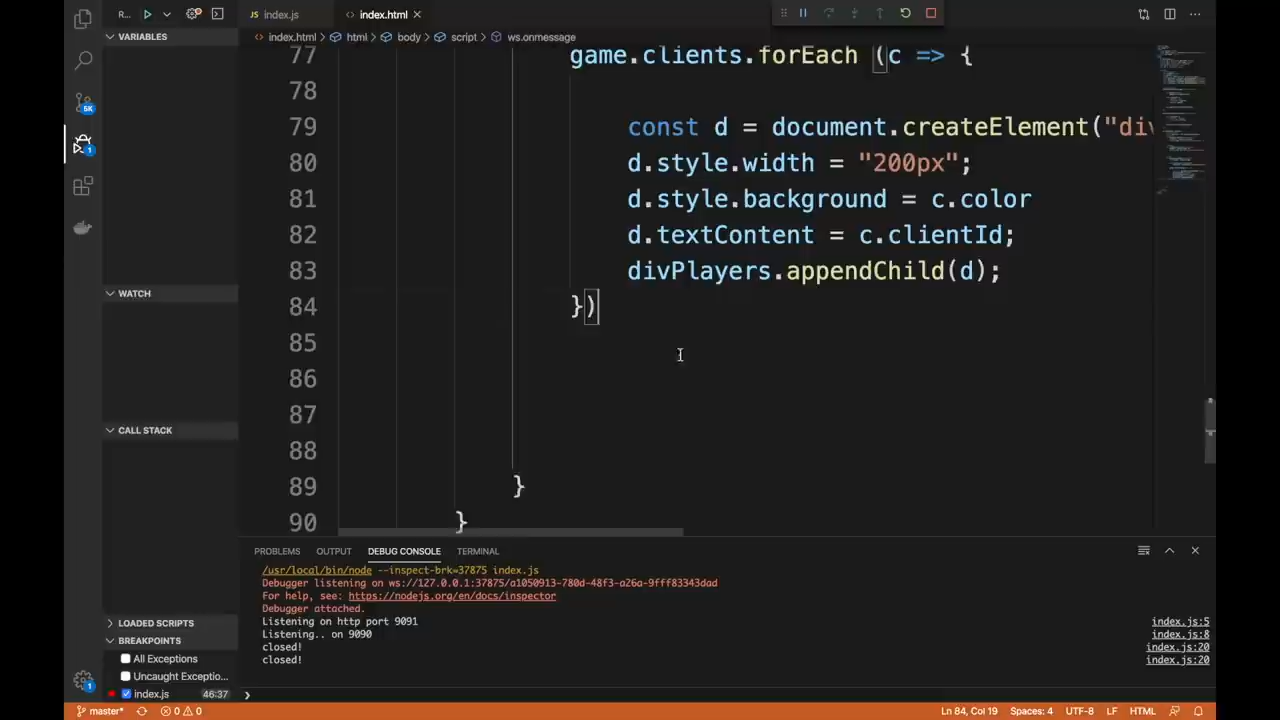 R...
index.js
index.html
index.html > html > body > script > ws.onmessage
5K
1
VARIABLES
WATCH
CALL STACK
LOADED SCRIPTS
BREAKPOINTS
All Exceptions
Uncaught Exceptio...
index.js 46:37
77 game.clients.forEach (c => {
78
79 const d = document.createElement("div
80 d.style.width = "200px";
81 d.style.background = c.color
82 d.textContent = c.clientId;
83 divPlayers.appendChild(d);
84 })
85
86
87
88
89 }
90 }
PROBLEMS OUTPUT DEBUG CONSOLE TERMINAL
/usr/local/bin/node --inspect-brk=37875 index.js
Debugger listening on ws://127.0.0.1:37875/a1050913-780d-48f3-a26a-9fff83343dad
For help, see: https://nodejs.org/en/docs/inspector
Debugger attached.
Listening on http port 9091 index.js:5
Listening.. on 9090 index.js:8
closed! index.js:20
closed! index.js:20
1
master* 0 0 Ln 84, Col 19 Spaces: 4 UTF-8 LF HTML